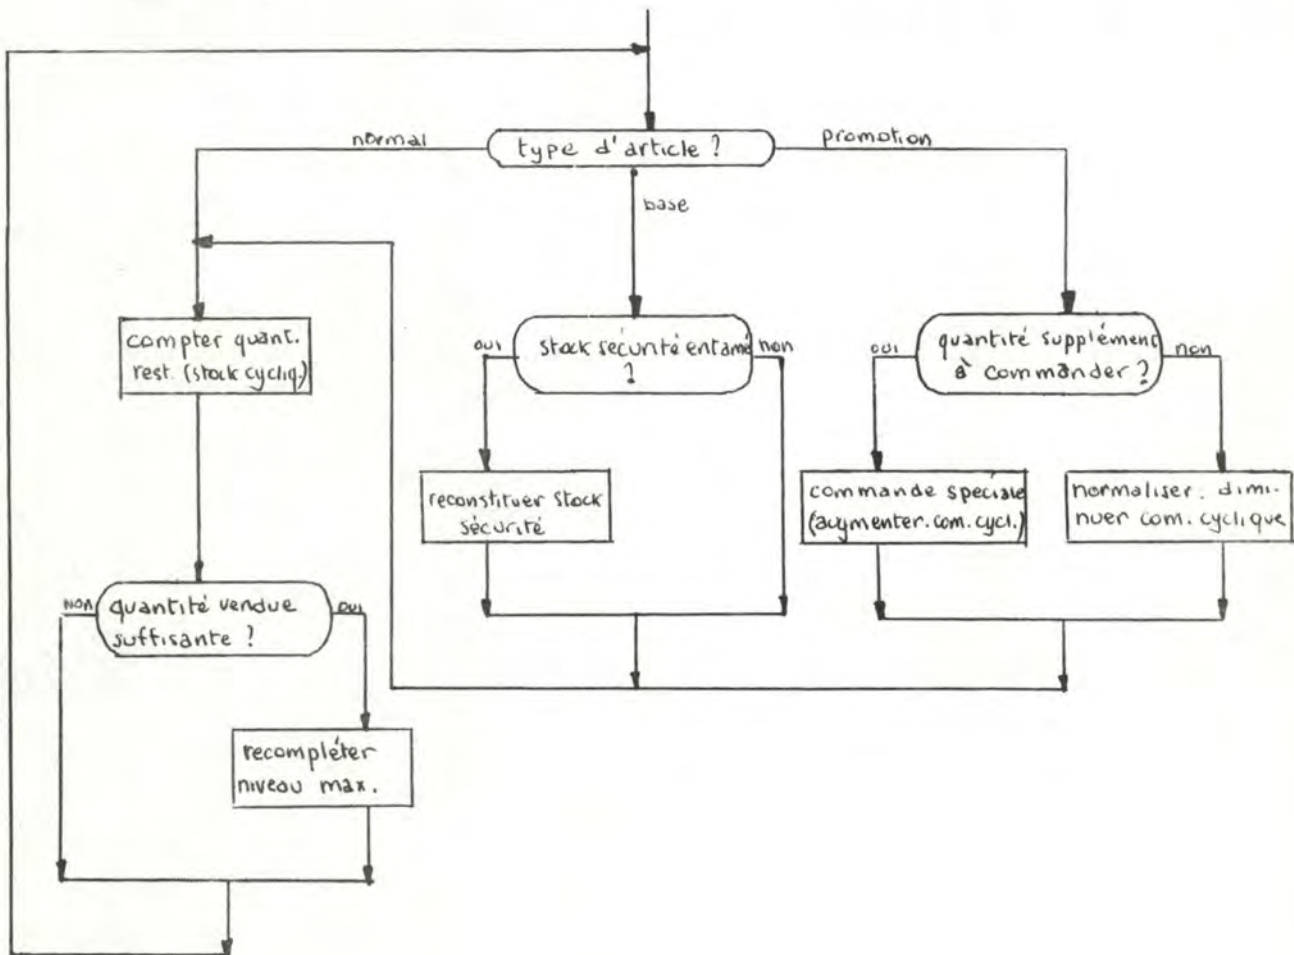 normal
type d'article ?
promotion
base
compter quant.
rest. (stock cycliq.)
oui
stock sécurité entamé
?
non
oui
quantité supplément
à commander ?
non
reconstituer stock
sécurité
commande spéciale
(augmenter. com. cycl.)
normaliser. dimi-
nuer com. cyclique
non
quantité vendue
suffisante ?
oui
recompléter
niveau max.